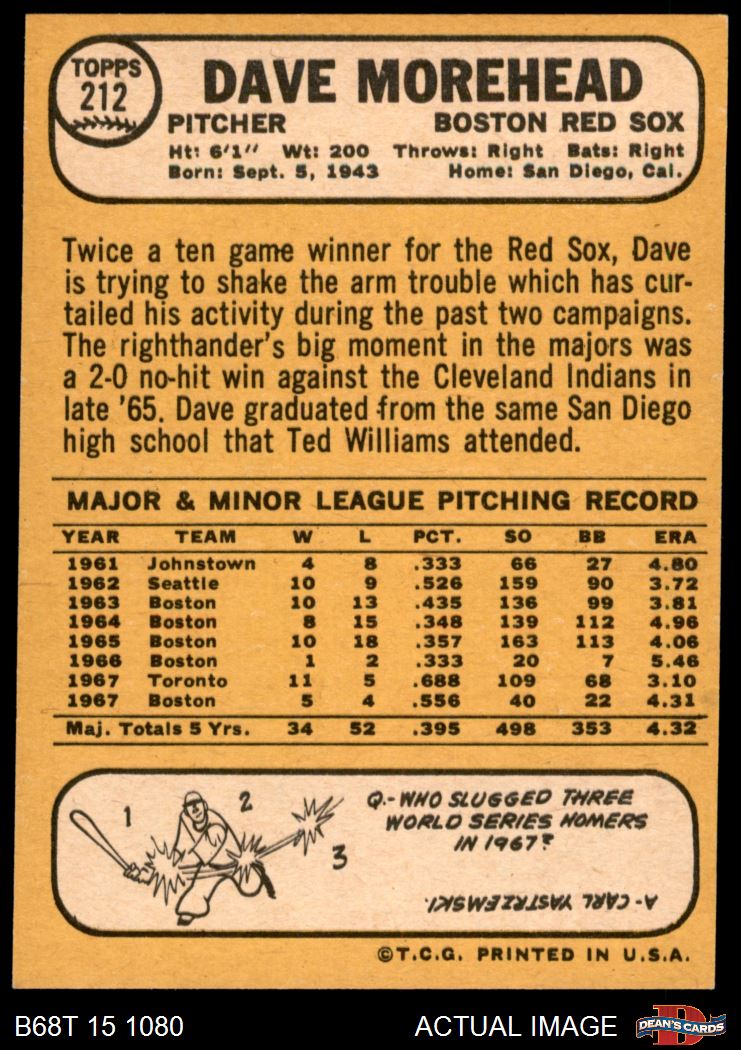 TOPPS
212
DAVE MOREHEAD
PITCHER BOSTON RED SOX
Ht: 6'1" Wt: 200 Throws: Right Bats: Right
Born: Sept. 5, 1943 Home: San Diego, Cal.
Twice a ten game winner for the Red Sox, Dave
is trying to shake the arm trouble which has cur-
tailed his activity during the past two campaigns.
The righthander's big moment in the majors was
a 2-0 no-hit win against the Cleveland Indians in
late '65. Dave graduated from the same San Diego
high school that Ted Williams attended.
MAJOR & MINOR LEAGUE PITCHING RECORD
YEAR TEAM W L PCT. SO BB ERA
1961 Johnstown 4 8 .333 66 27 4.80
1962 Seattle 10 9 .526 159 90 3.72
1963 Boston 10 13 .435 136 99 3.81
1964 Boston 8 15 .348 139 112 4.96
1965 Boston 10 18 .357 163 113 4.06
1966 Boston 1 2 .333 20 7 5.46
1967 Toronto 11 5 .688 109 68 3.10
1967 Boston 5 4 .556 40 22 4.31
Maj. Totals 5 Yrs. 34 52 .395 498 353 4.32
1 2 3
Q.-WHO SLUGGED THREE
WORLD SERIES HOMERS
IN 1967?
A-CARL YASTRZEMSKI.
©T.C.G. PRINTED IN U.S.A.
B68T 15 1080 ACTUAL IMAGE DEAN'S CARDS